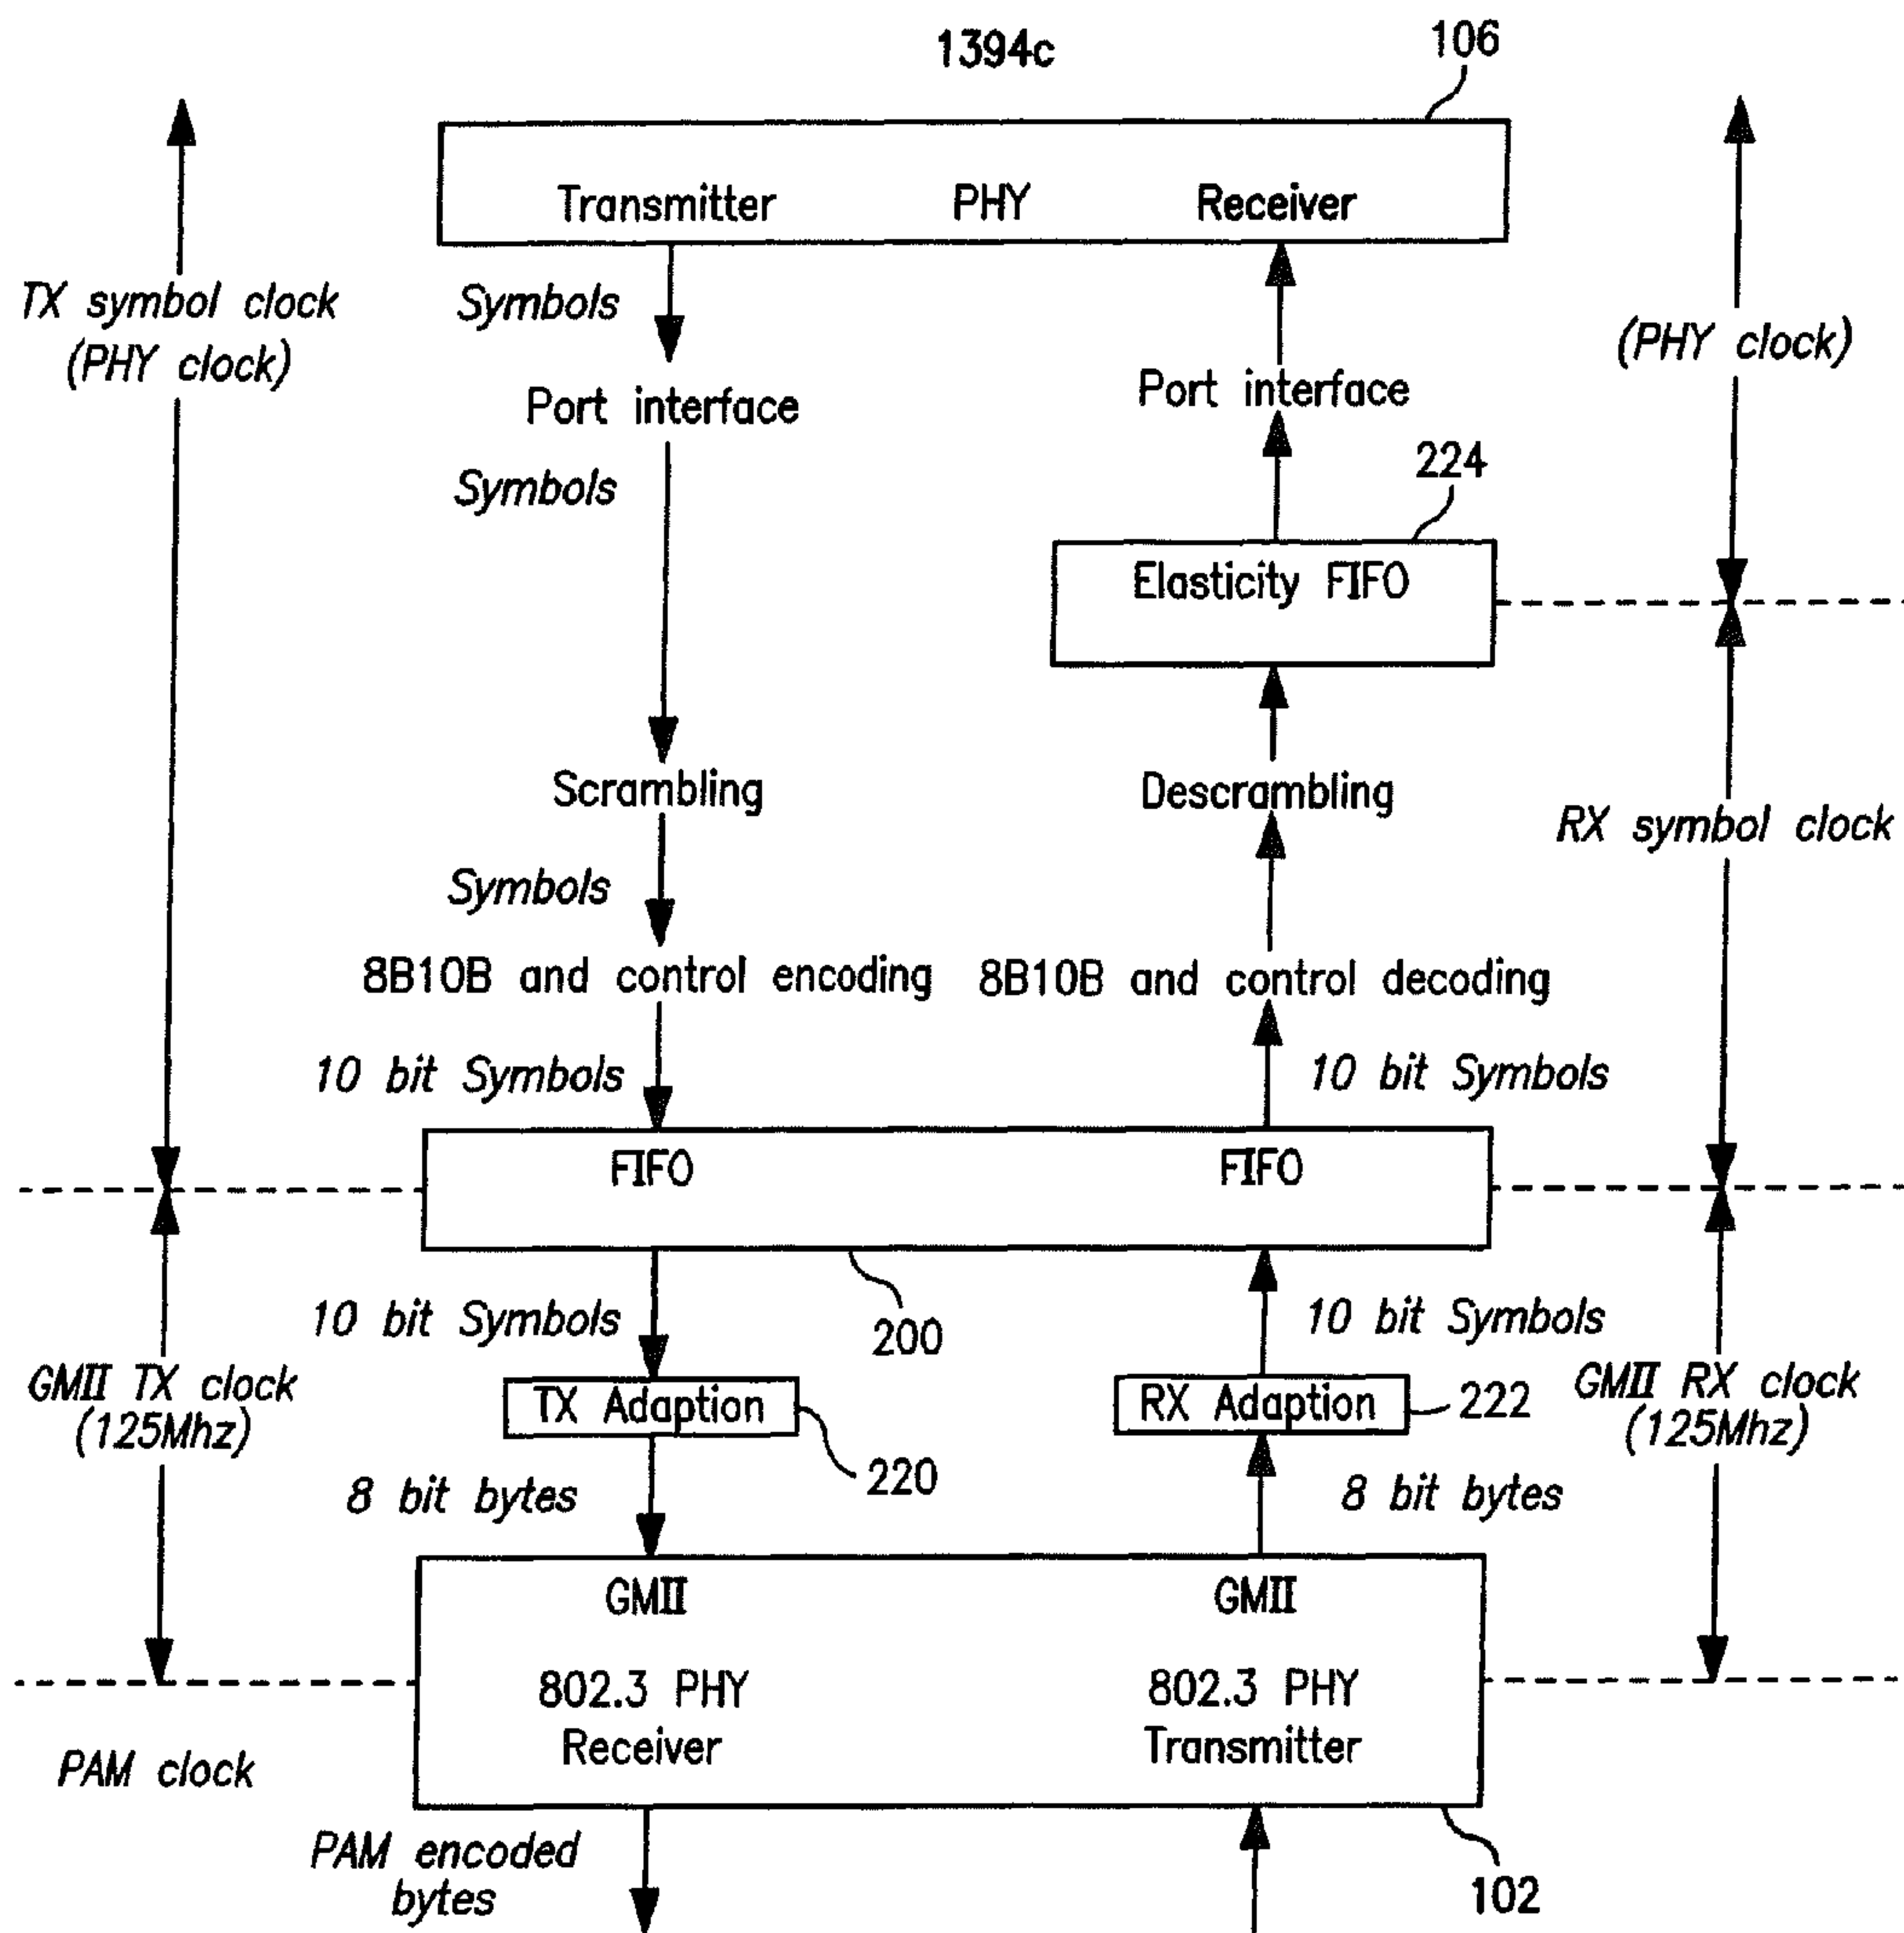 1394c
106
Transmitter PHY Receiver
TX symbol clock
(PHY clock)
Symbols
(PHY clock)
Port interface
Port interface
Symbols
224
Elasticity FIFO
Scrambling
Descrambling
RX symbol clock
Symbols
8B10B and control encoding
8B10B and control decoding
10 bit Symbols
10 bit Symbols
FIFO
FIFO
10 bit Symbols
200
10 bit Symbols
GMII TX clock
(125Mhz)
TX Adaption
220
RX Adaption
222
GMII RX clock
(125Mhz)
8 bit bytes
8 bit bytes
GMII
GMII
802.3 PHY
Receiver
802.3 PHY
Transmitter
PAM clock
PAM encoded
bytes
102